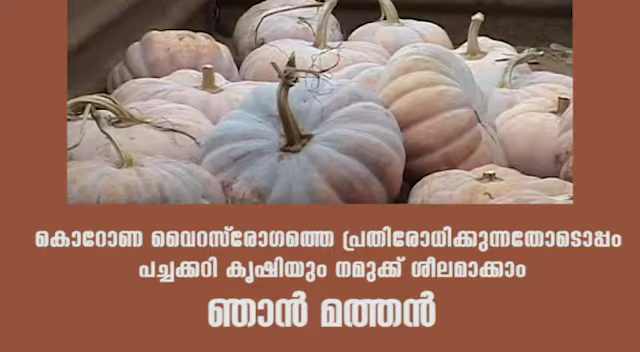 കൊറോണ വൈറസ്രോഗത്തെ പ്രതിരോധിക്കുന്നതോടൊപ്പം
പച്ചക്കറി കൃഷിയും നമുക്ക് ശീലമാക്കാം
ഞാൻ മത്തൻ